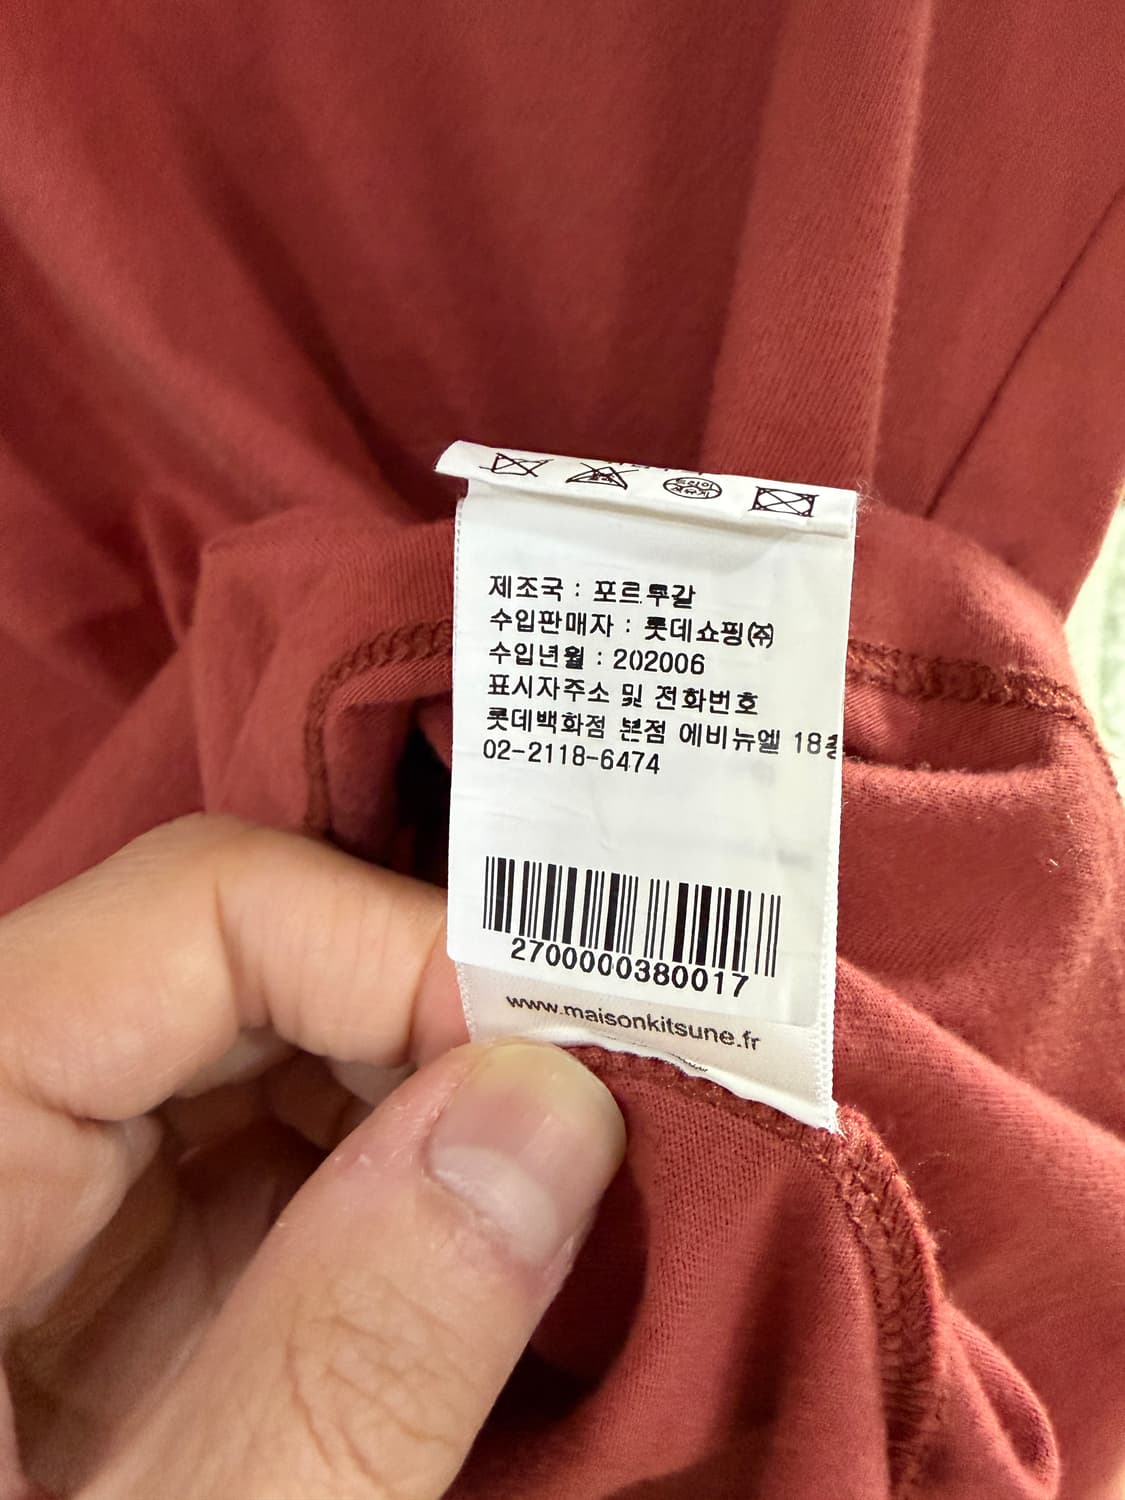 제조국 : 포르투갈
수입판매자 : 롯데쇼핑㈜
수입년월 : 202006
표시자주소 및 전화번호
롯데백화점 본점 에비뉴엘 18층
02-2118-6474
2700000380017
www.maisonkitsune.fr